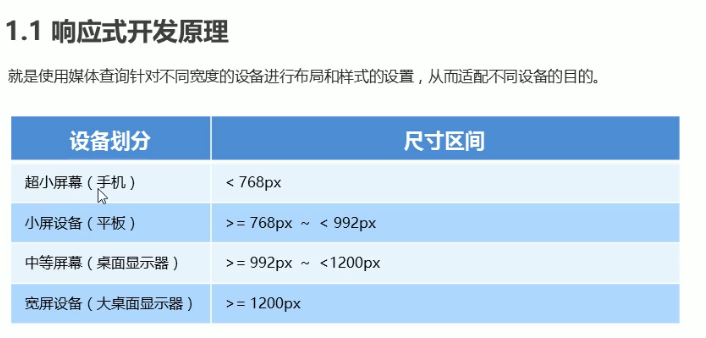 1.1 响应式开发原理
就是使用媒体查询针对不同宽度的设备进行布局和样式的设置，从而适配不同设备的目的。
设备划分 尺寸区间
超小屏幕（手机） < 768px
小屏设备（平板） >= 768px ~ < 992px
中等屏幕（桌面显示器） >= 992px ~ <1200px
宽屏设备（大桌面显示器） >= 1200px